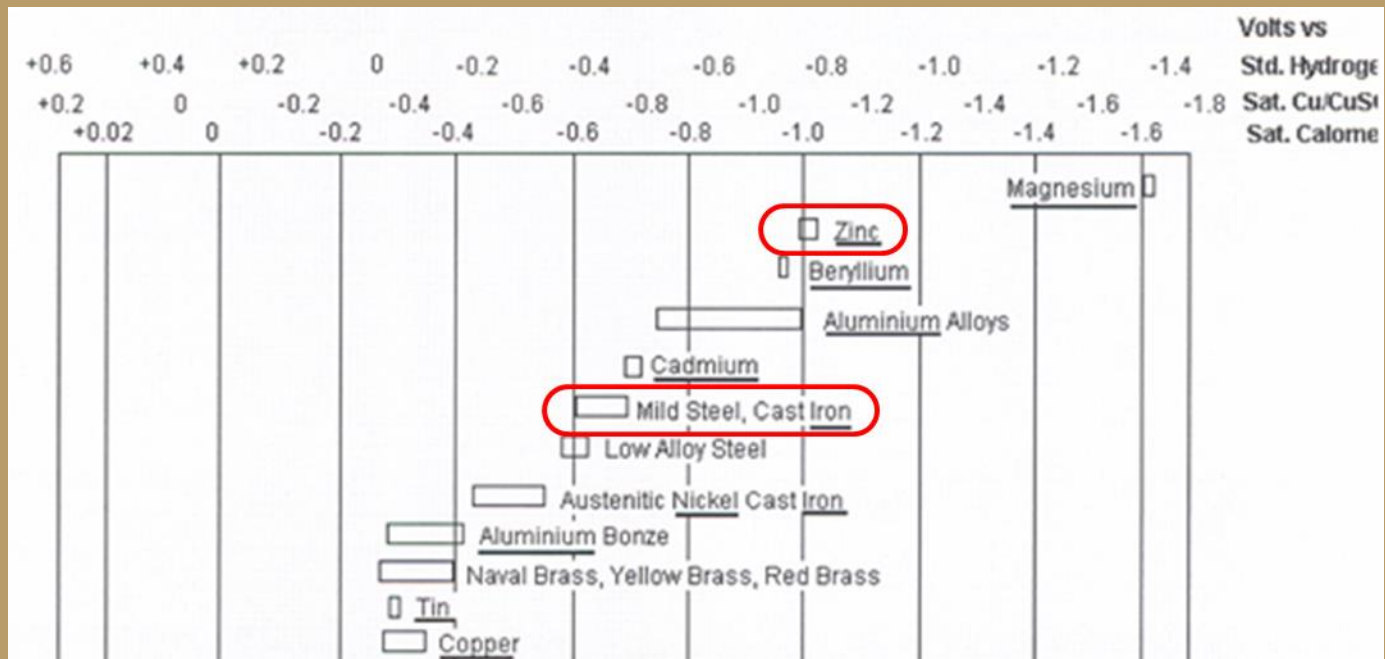 Volts vs
+0.6 +0.4 +0.2 0 -0.2 -0.4 -0.6 -0.8 -1.0 -1.2 -1.4 Std. Hydroge
+0.2 0 -0.2 -0.4 -0.6 -0.8 -1.0 -1.2 -1.4 -1.6 -1.8 Sat. Cu/CuS
+0.02 0 -0.2 -0.4 -0.6 -0.8 -1.0 -1.2 -1.4 -1.6 Sat. Calome
Magnesium
Zinc
Beryllium
Aluminium Alloys
Cadmium
Mild Steel, Cast Iron
Low Alloy Steel
Austenitic Nickel Cast Iron
Aluminium Bonze
Naval Brass, Yellow Brass, Red Brass
Tin
Copper